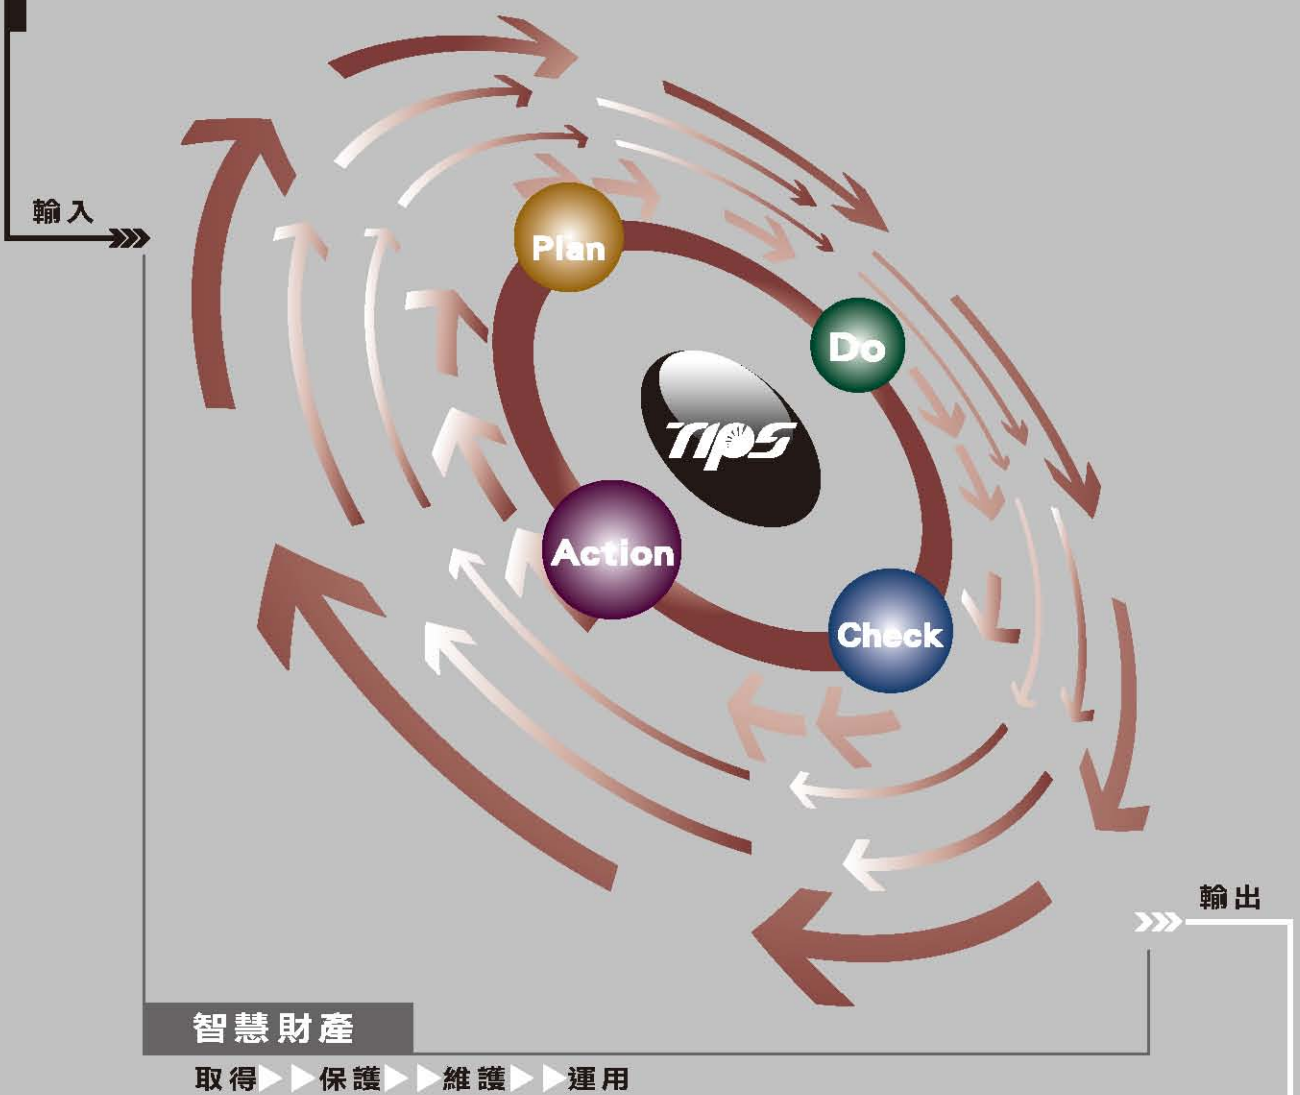 輸入
Plan
Do
TIPS
Action
Check
輸出
智慧財產
取得 保護 維護 運用